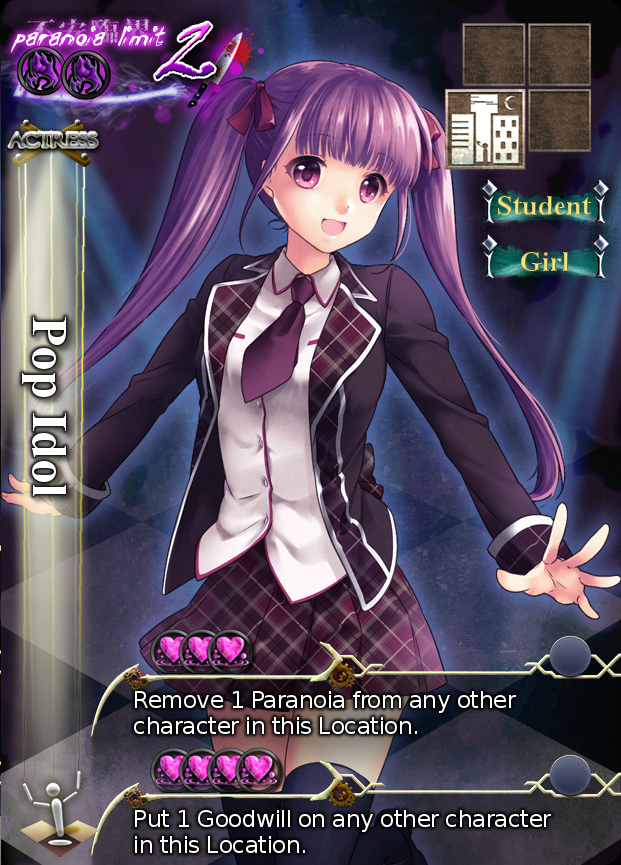 paranoia limit
2
ACTRESS
Student
Girl
Pop Idol
Remove 1 Paranoia from any other
character in this Location.
Put 1 Goodwill on any other character
in this Location.